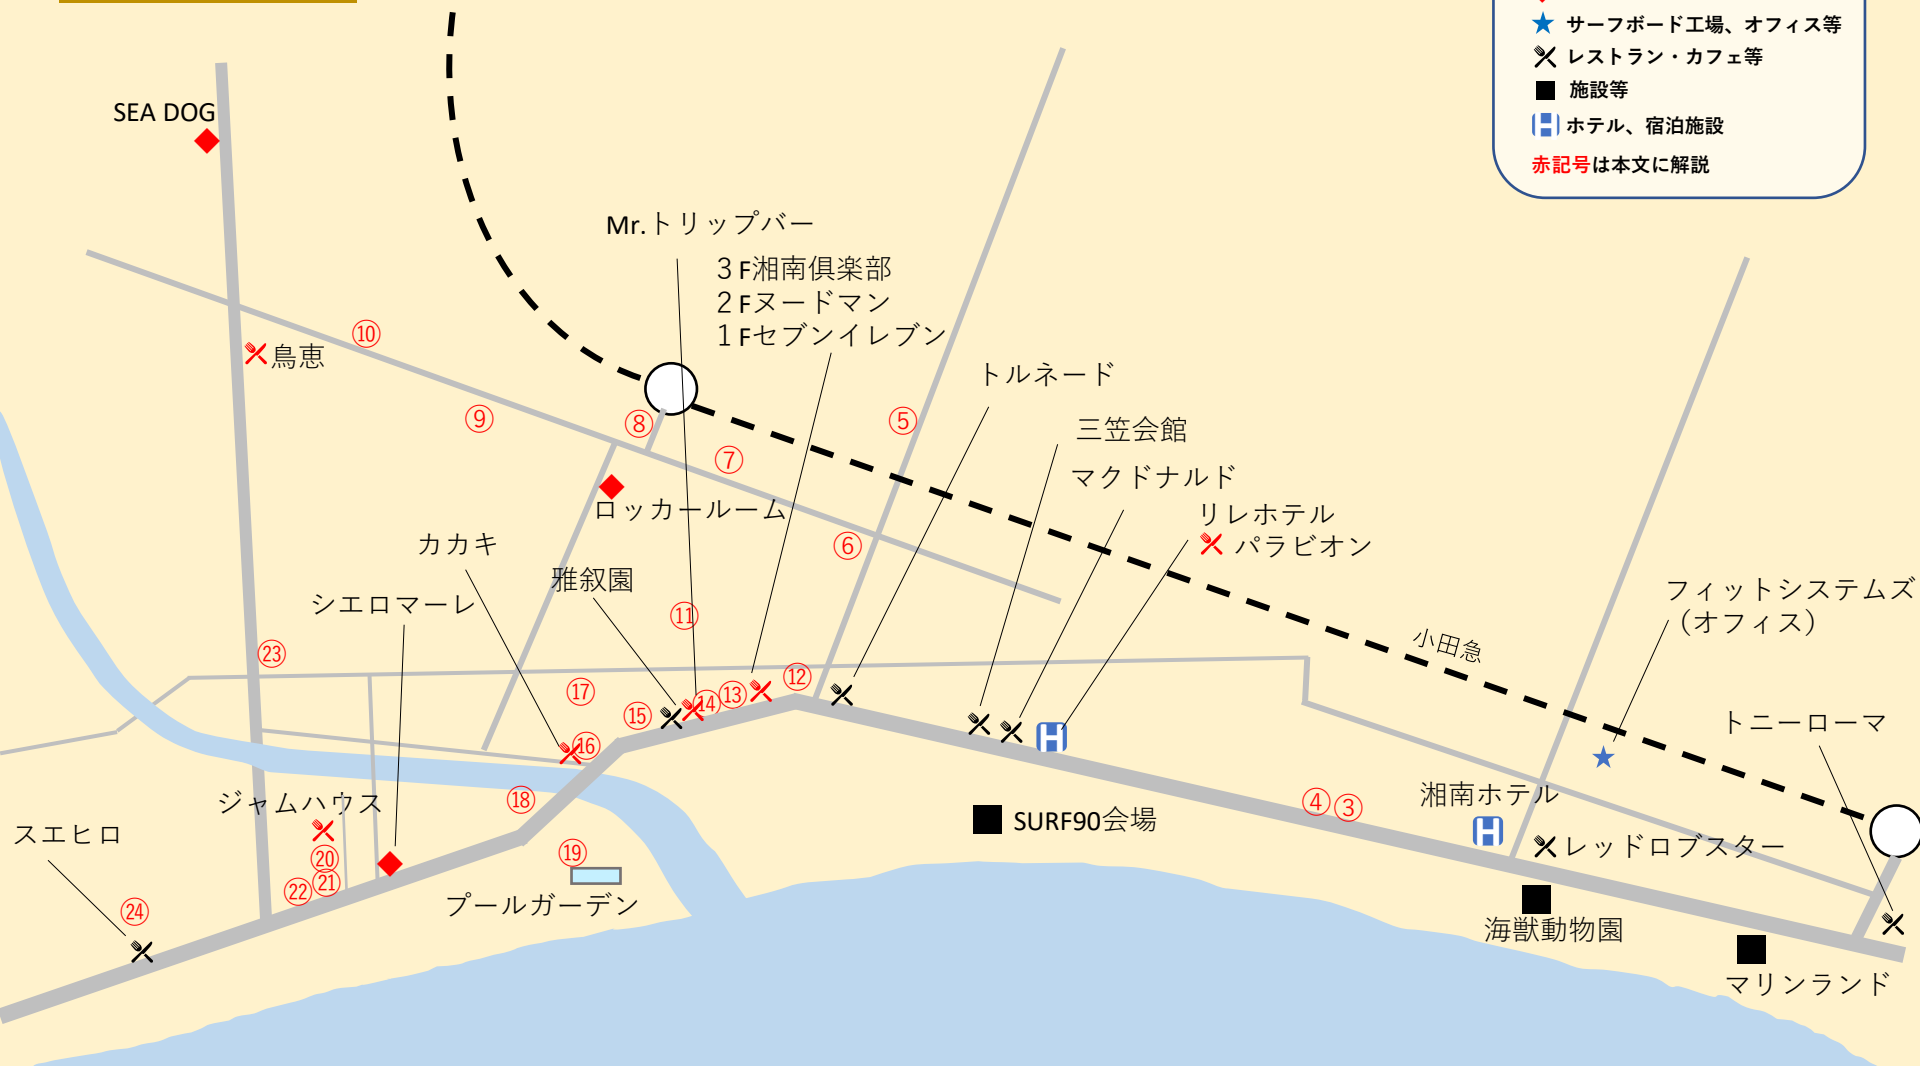 サーフボード工場、オフィス等
レストラン・カフェ等
施設等
ホテル、宿泊施設
赤記号は本文に解説
SEA DOG
Mr.トリップバー
３F湘南倶楽部
２Fヌードマン
１Fセブンイレブン
⑩
鳥恵
トルネード
⑨
⑧
⑤
三笠会館
⑦
マクドナルド
ロッカールーム
リレホテル
パラビオン
カカキ
⑥
雅叙園
シエロマーレ
フィットシステムズ
（オフィス）
⑪
小田急
㉓
⑰
⑫
⑬
⑭
⑮
トニーローマ
⑯
ジャムハウス
⑱
湘南ホテル
④
③
SURF90会場
スエヒロ
レッドロブスター
⑲
⑳
㉑
㉒
プールガーデン
㉔
海獣動物園
マリンランド